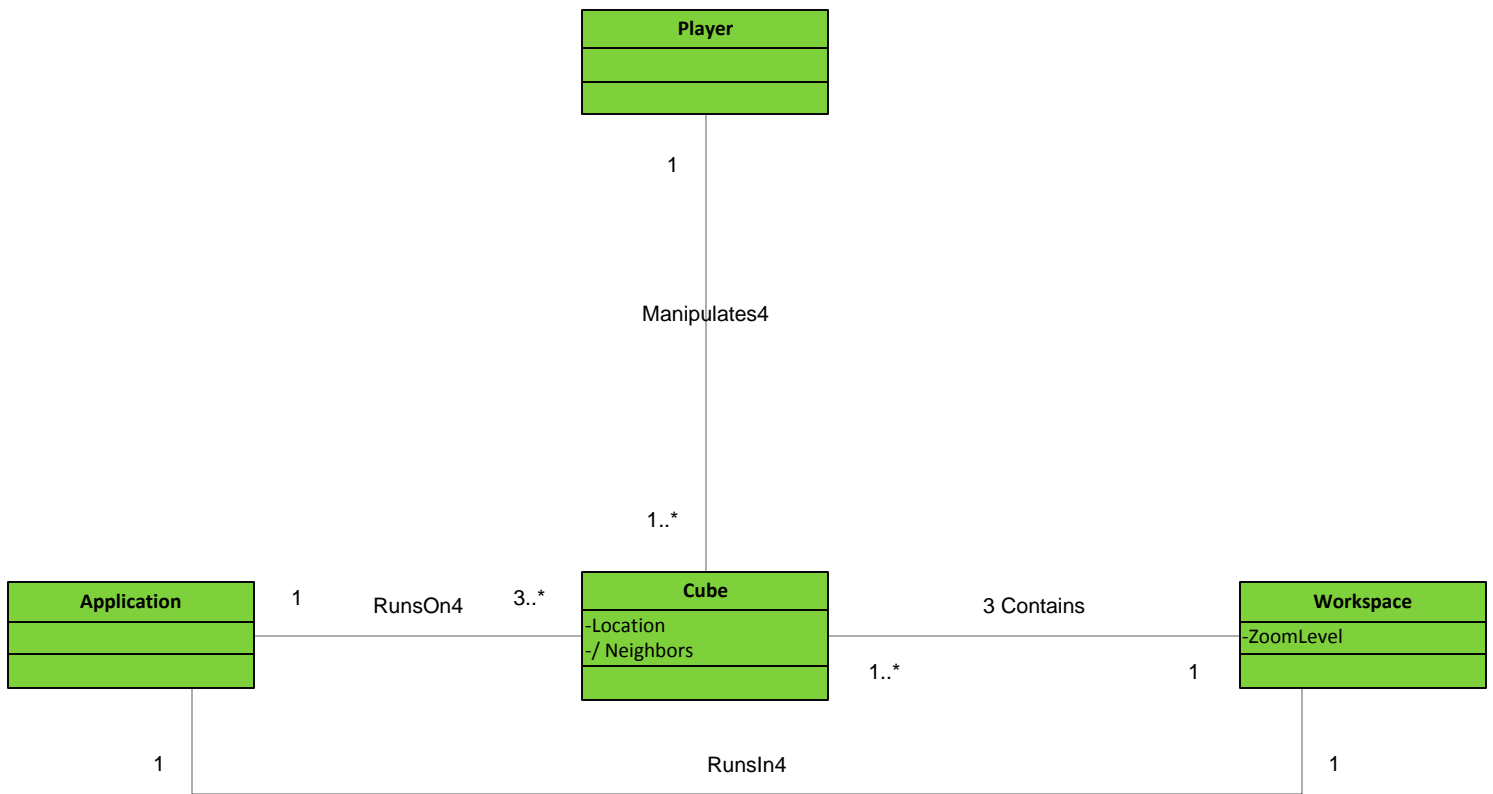 Player
1
Manipulates4
1..*
Application
1
RunsOn4
3..*
Cube
-Location
-/ Neighbors
3 Contains
1..*
1
Workspace
-ZoomLevel
1
RunsIn4
1